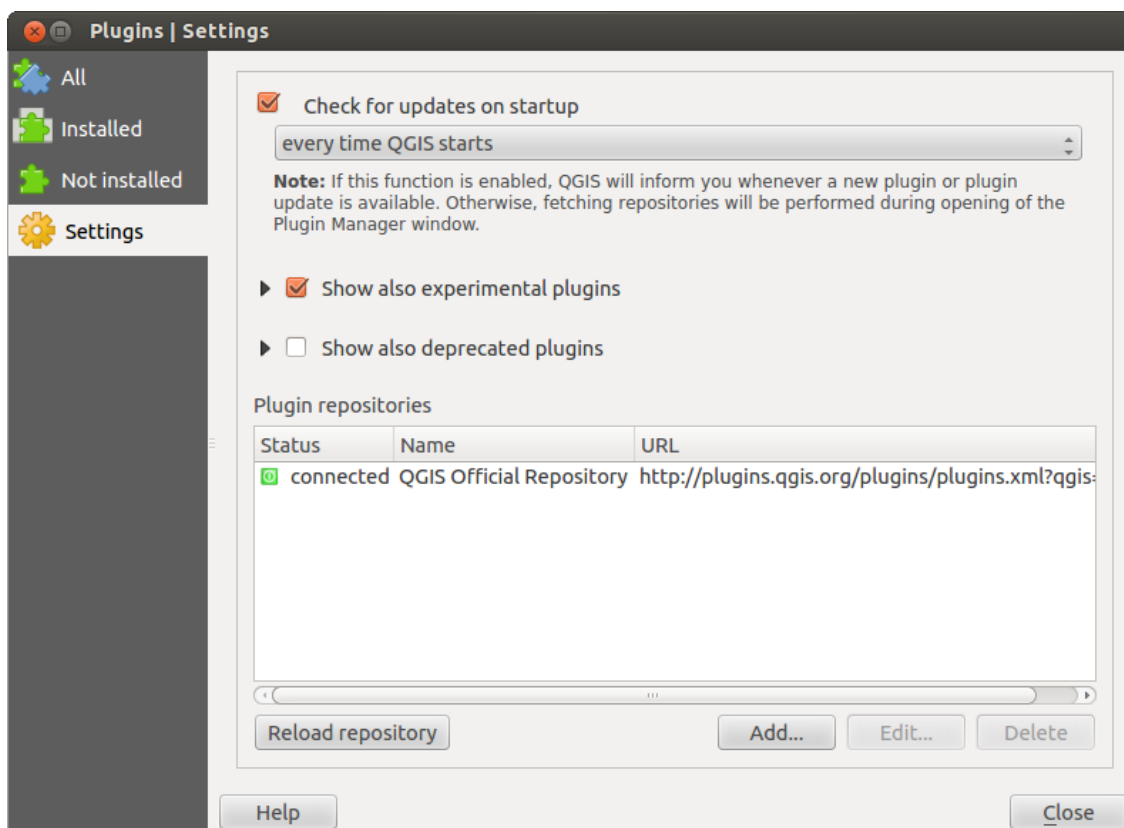 Plugins | Settings
All
Installed
Not installed
Settings
Check for updates on startup
every time QGIS starts
Note: If this function is enabled, QGIS will inform you whenever a new plugin or plugin
update is available. Otherwise, fetching repositories will be performed during opening of the
Plugin Manager window.
Show also experimental plugins
Show also deprecated plugins
Plugin repositories
Status Name URL
connected QGIS Official Repository http://plugins.qgis.org/plugins/plugins.xml?qgis=
Reload repository Add... Edit... Delete
Help Close